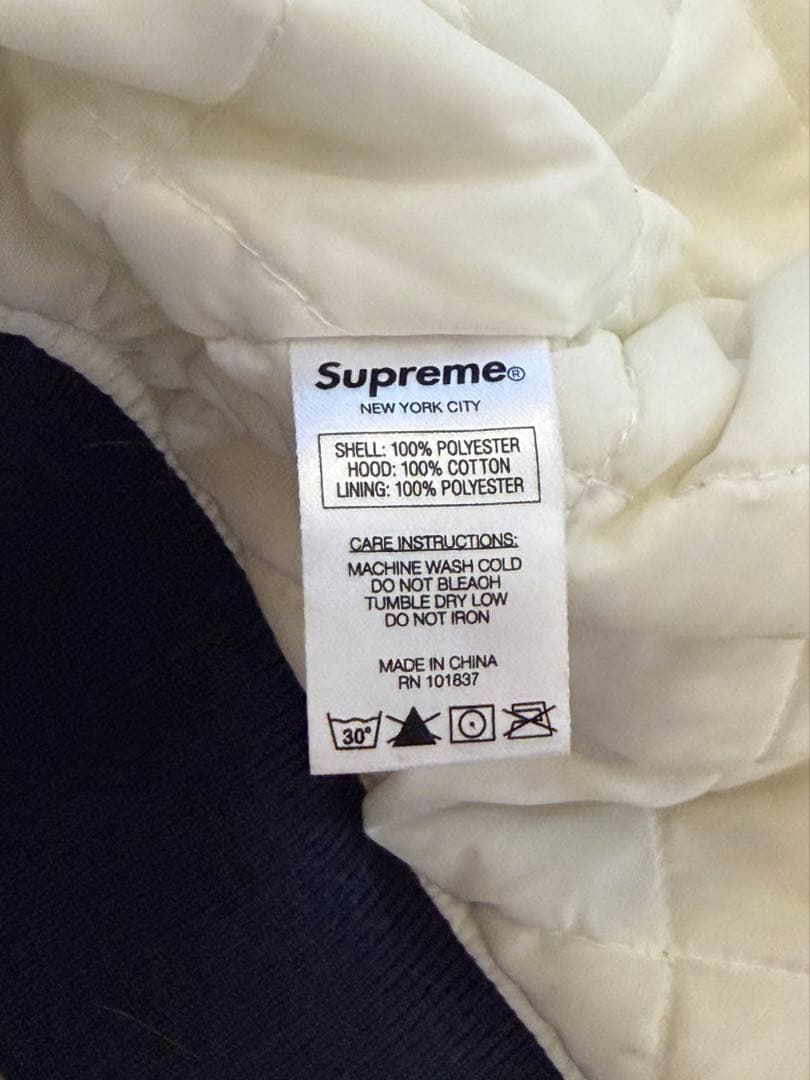 Supreme®
NEW YORK CITY
SHELL: 100% POLYESTER
HOOD: 100% COTTON
LINING: 100% POLYESTER
CARE INSTRUCTIONS:
MACHINE WASH COLD
DO NOT BLEACH
TUMBLE DRY LOW
DO NOT IRON
MADE IN CHINA
RN 101837
30°